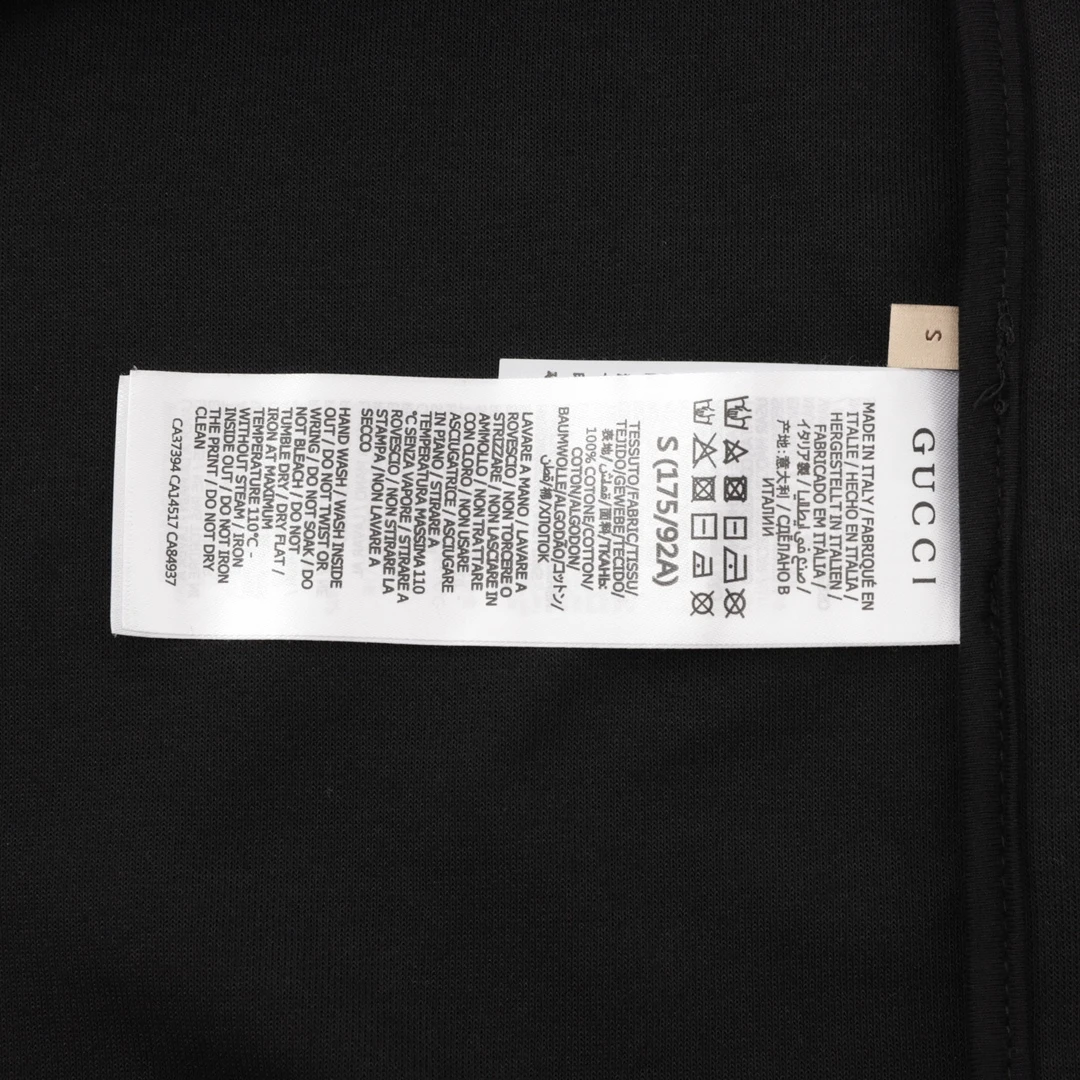 S
GUCCI
MADE IN ITALY / FABRIQUÉ EN
ITALIE / HECHO EN ITALIA /
HERGESTELLT IN ITALIEN /
FABRICADO EM ITÁLIA /
イタリア製 / صنع في إيطاليا /
产地:意大利 / СДЕЛАНО В
ИТАЛИИ
S (175/92A)
TESSUTO/FABRIC/TISSU/
TEJIDO/GEWEBE/TECIDO/
表地/قماش/面料/ТКАНЬ:
100% COTONE/COTTON/
COTON/ALGODON/
BAUMWOLLE/ALGODÃO/コットン/
قطن/棉/ХЛОПОК
LAVARE A MANO / LAVARE A
ROVESCIO / NON TORCERE O
STRIZZARE / NON LASCIARE IN
AMMOLLO / NON TRATTARE
CON CLORO / NON USARE
ASCIUGATRICE / ASCIUGARE
IN PIANO / STIRARE A
TEMPERATURA MASSIMA 110
°C SENZA VAPORE / STIRARE A
ROVESCIO / NON STIRARE LA
STAMPA / NON LAVARE A
SECCO
HAND WASH / WASH INSIDE
OUT / DO NOT TWIST OR
WRING / DO NOT SOAK / DO
NOT BLEACH / DO NOT
TUMBLE DRY / DRY FLAT /
IRON AT MAXIMUM
TEMPERATURE 110°C -
WITHOUT STEAM / IRON
INSIDE OUT / DO NOT IRON
THE PRINT / DO NOT DRY
CLEAN
CA37394 CA14517 CA84937